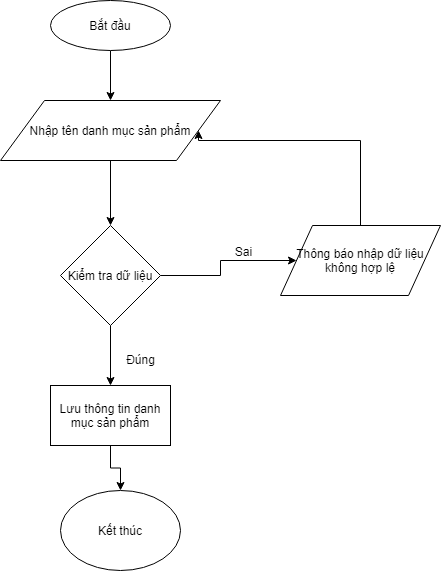 Bắt đầu
Nhập tên danh mục sản phẩm
Sai
Thông báo nhập dữ liệu
không hợp lệ
Kiểm tra dữ liệu
Đúng
Lưu thông tin danh
mục sản phẩm
Kết thúc